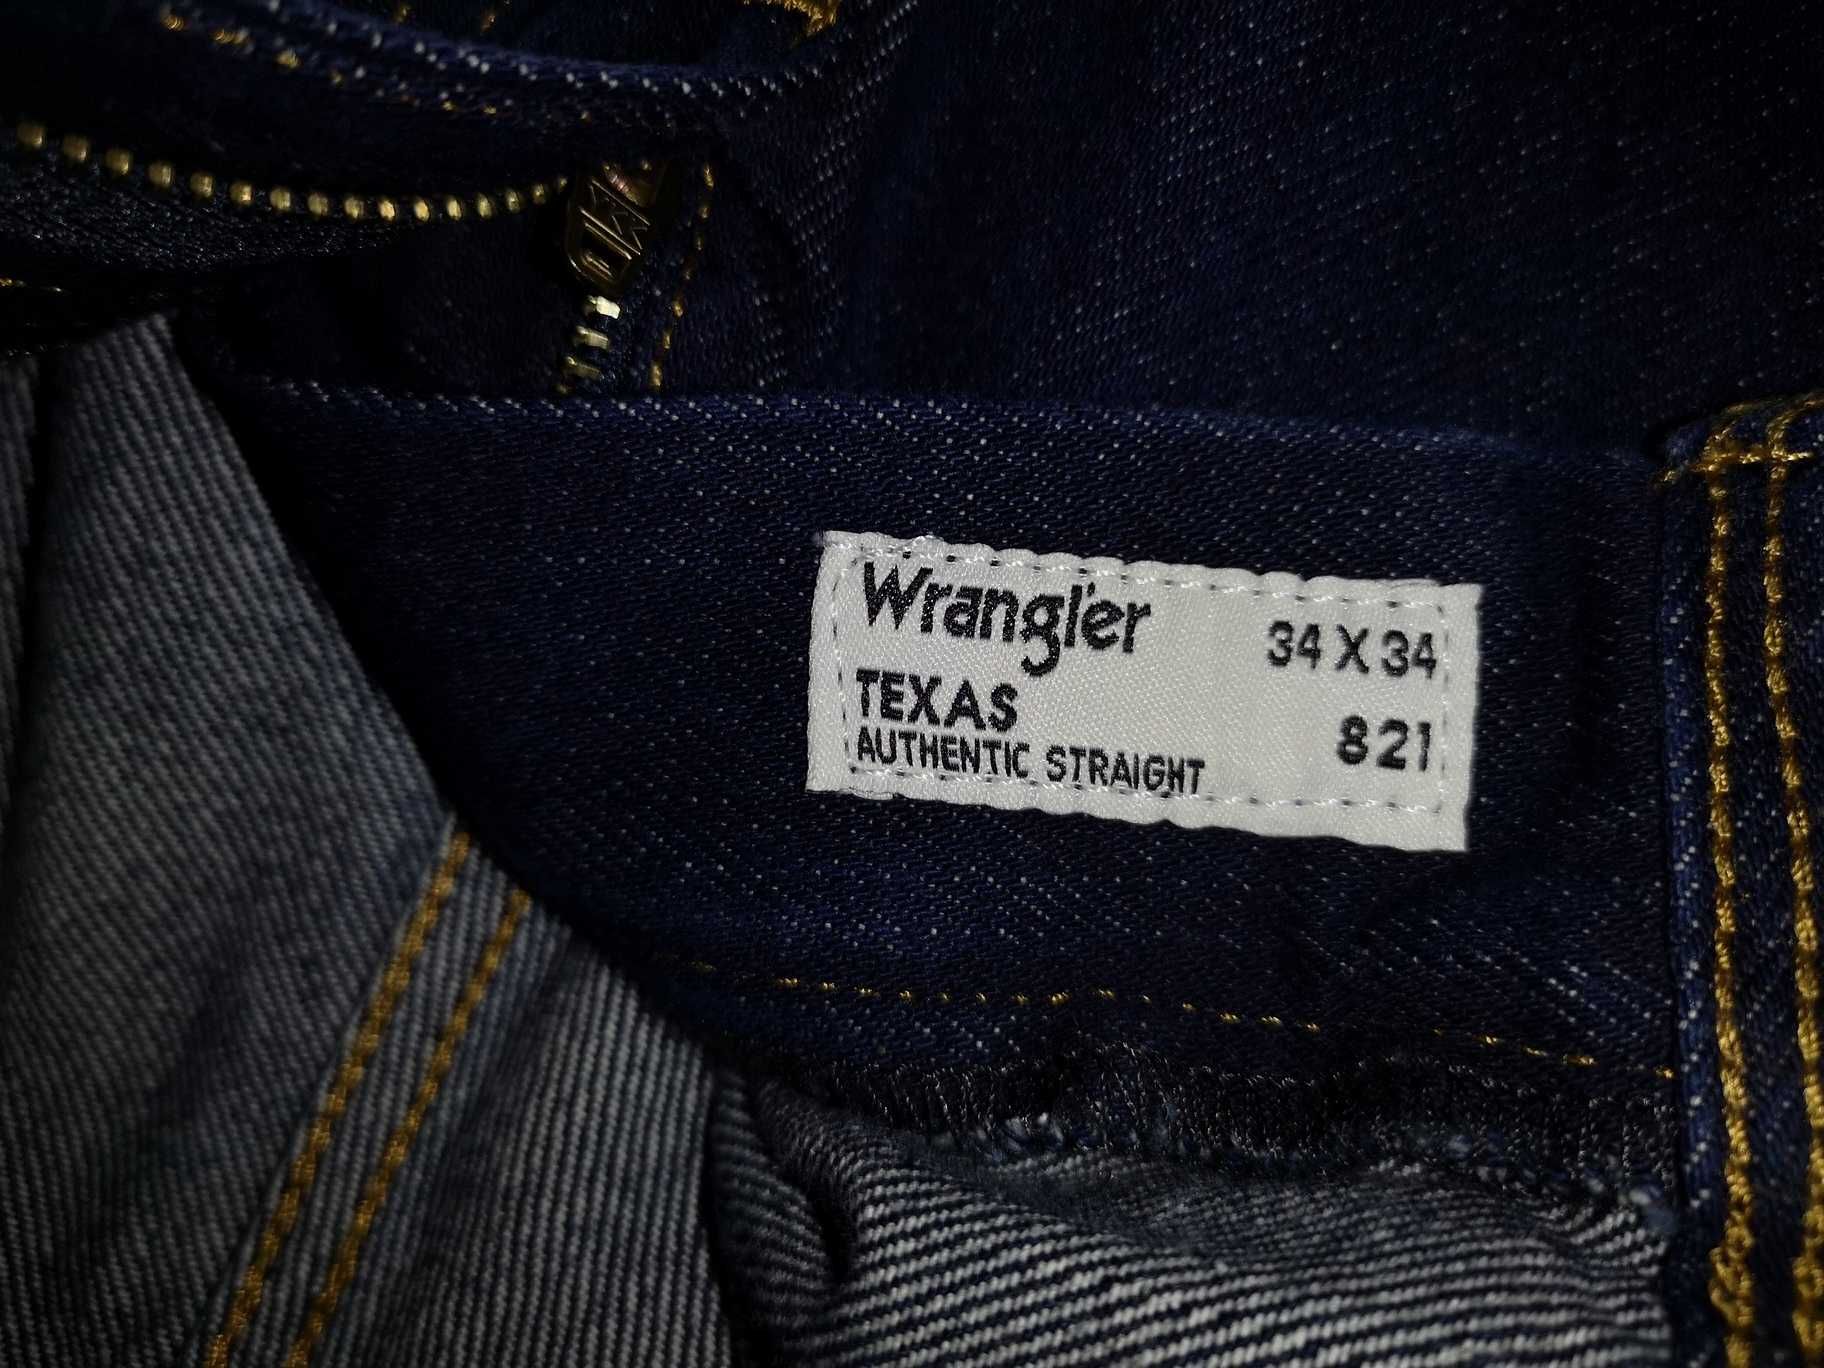 Wrangler 34 X 34
TEXAS 821
AUTHENTIC STRAIGHT